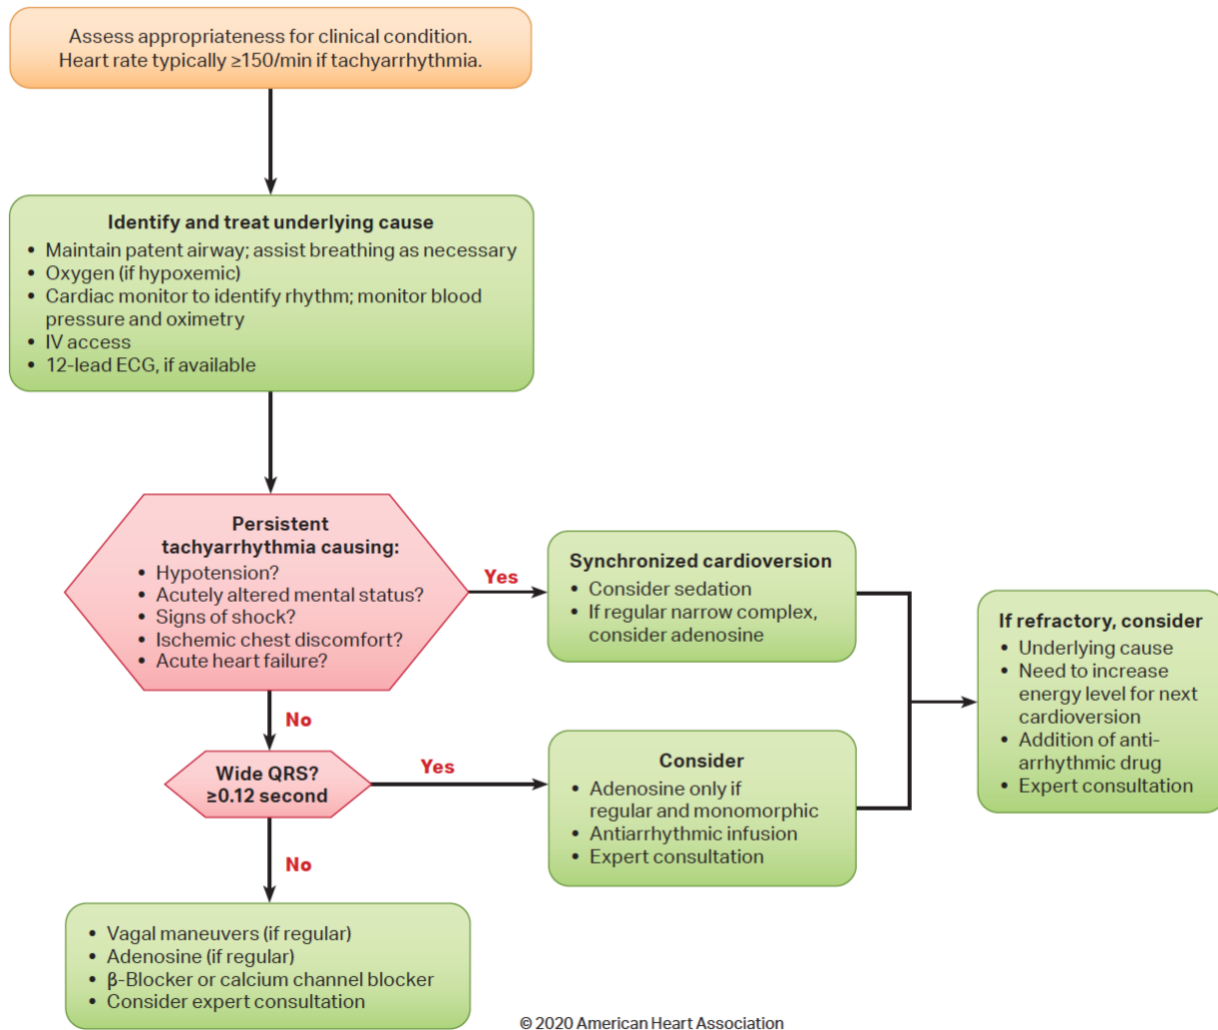 Assess appropriateness for clinical condition.
Heart rate typically ≥150/min if tachyarrhythmia.
Identify and treat underlying cause
• Maintain patent airway; assist breathing as necessary
• Oxygen (if hypoxemic)
• Cardiac monitor to identify rhythm; monitor blood
pressure and oximetry
• IV access
• 12-lead ECG, if available
Persistent
tachyarrhythmia causing:
• Hypotension?
• Acutely altered mental status?
• Signs of shock?
• Ischemic chest discomfort?
• Acute heart failure?
Yes
Synchronized cardioversion
• Consider sedation
• If regular narrow complex,
consider adenosine
If refractory, consider
• Underlying cause
• Need to increase
energy level for next
cardioversion
• Addition of anti-
arrhythmic drug
• Expert consultation
No
Wide QRS?
≥0.12 second
Yes
Consider
• Adenosine only if
regular and monomorphic
• Antiarrhythmic infusion
• Expert consultation
No
• Vagal maneuvers (if regular)
• Adenosine (if regular)
• β-Blocker or calcium channel blocker
• Consider expert consultation
© 2020 American Heart Association